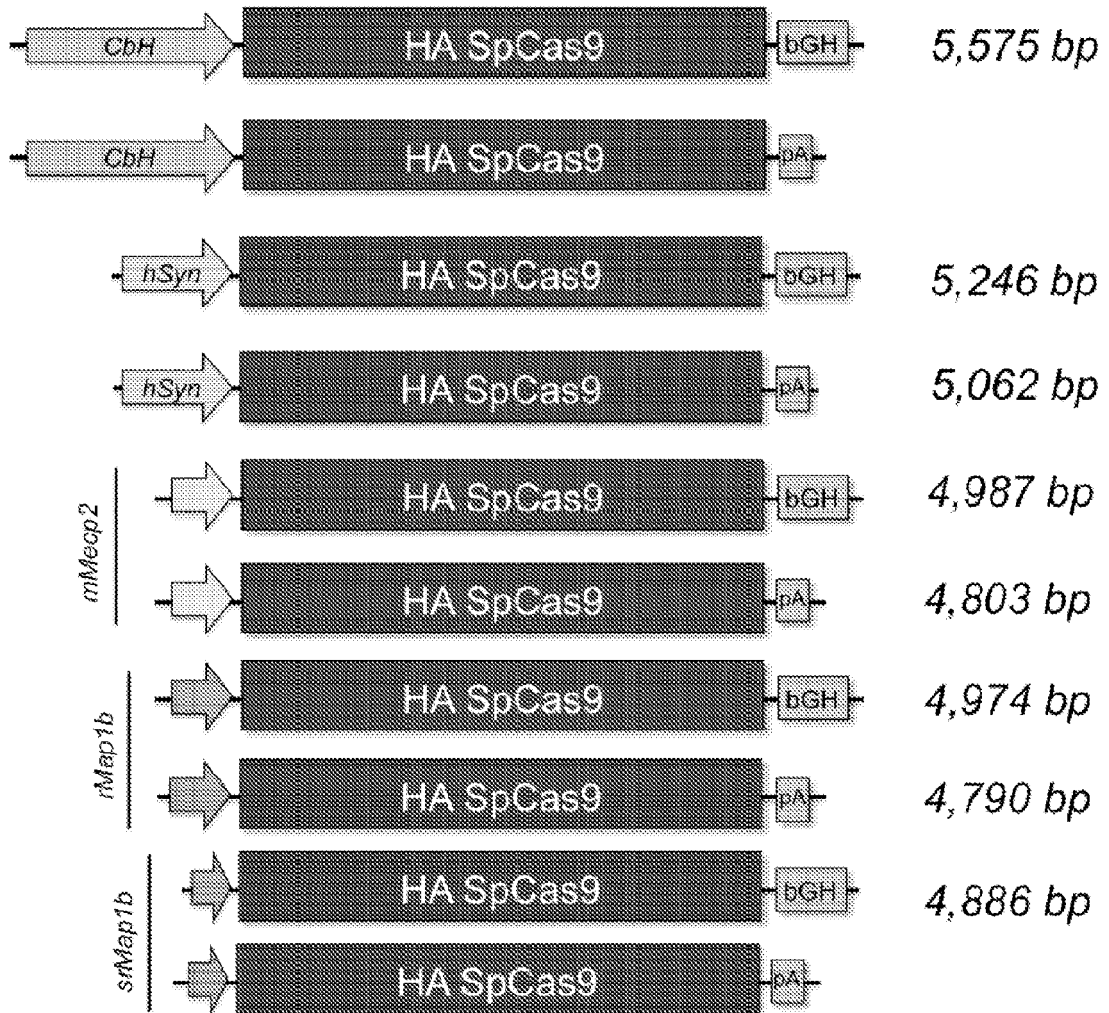 CbH HA SpCas9 bGH 5,575 bp
CbH HA SpCas9 pA
hSyn HA SpCas9 bGH 5,246 bp
hSyn HA SpCas9 pA 5,062 bp
mMecp2
HA SpCas9 bGH 4,987 bp
HA SpCas9 pA 4,803 bp
rMap1b
HA SpCas9 bGH 4,974 bp
HA SpCas9 pA 4,790 bp
srMap1b
HA SpCas9 bGH 4,886 bp
HA SpCas9 pA